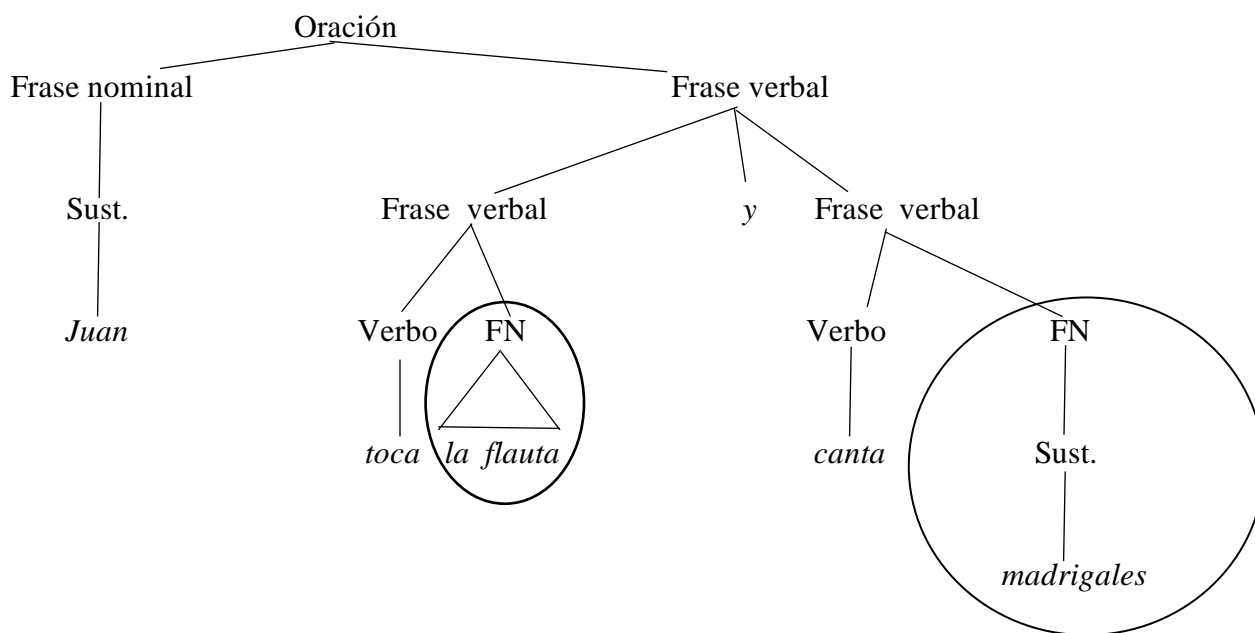 Oración
Frase nominal Frase verbal
Sust. Frase verbal y Frase verbal
Juan Verbo FN Verbo FN
toca la flauta canta Sust.
madrigales